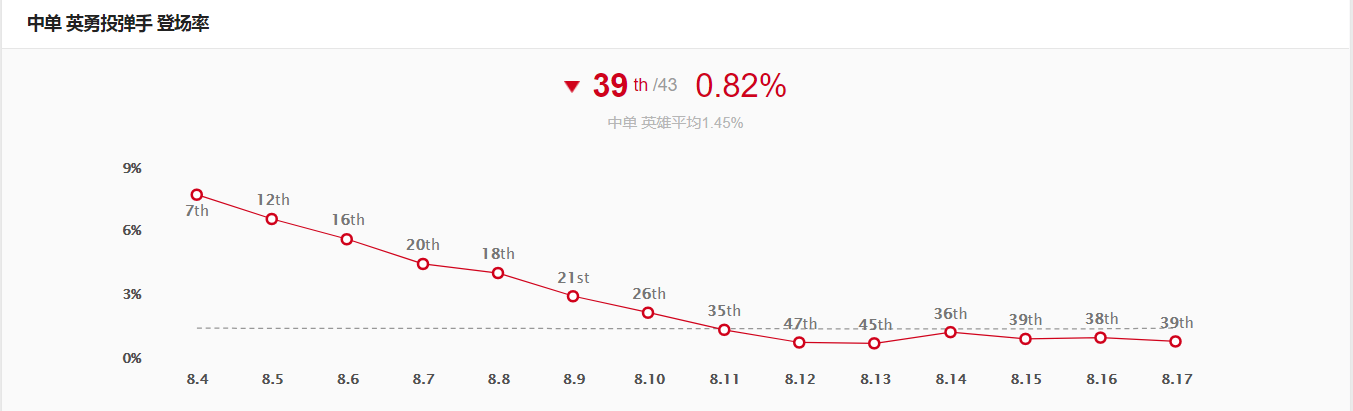 中单 英勇投弹手 登场率
39 th /43 0.82%
中单 英雄平均1.45%
9%
12th
7th
16th
6%
20th
18th
21st
3%
26th
35th
47th
45th
36th
39th
38th
39th
0%
8.4 8.5 8.6 8.7 8.8 8.9 8.10 8.11 8.12 8.13 8.14 8.15 8.16 8.17